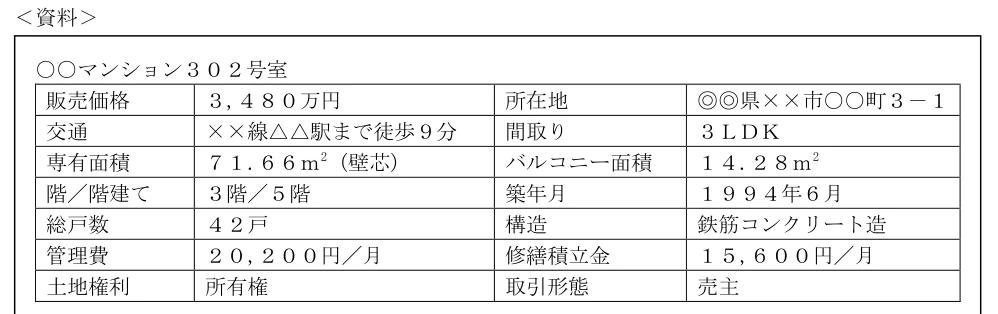 ＜資料＞
○○マンション３０２号室
販売価格 ３,４８０万円 所在地 ◎◎県××市○○町３－１
交通 ××線△△駅まで徒歩９分 間取り ３ＬＤＫ
専有面積 ７１.６６ｍ²（壁芯） バルコニー面積 １４.２８ｍ²
階／階建て ３階／５階 築年月 １９９４年６月
総戸数 ４２戸 構造 鉄筋コンクリート造
管理費 ２０,２００円／月 修繕積立金 １５,６００円／月
土地権利 所有権 取引形態 売主